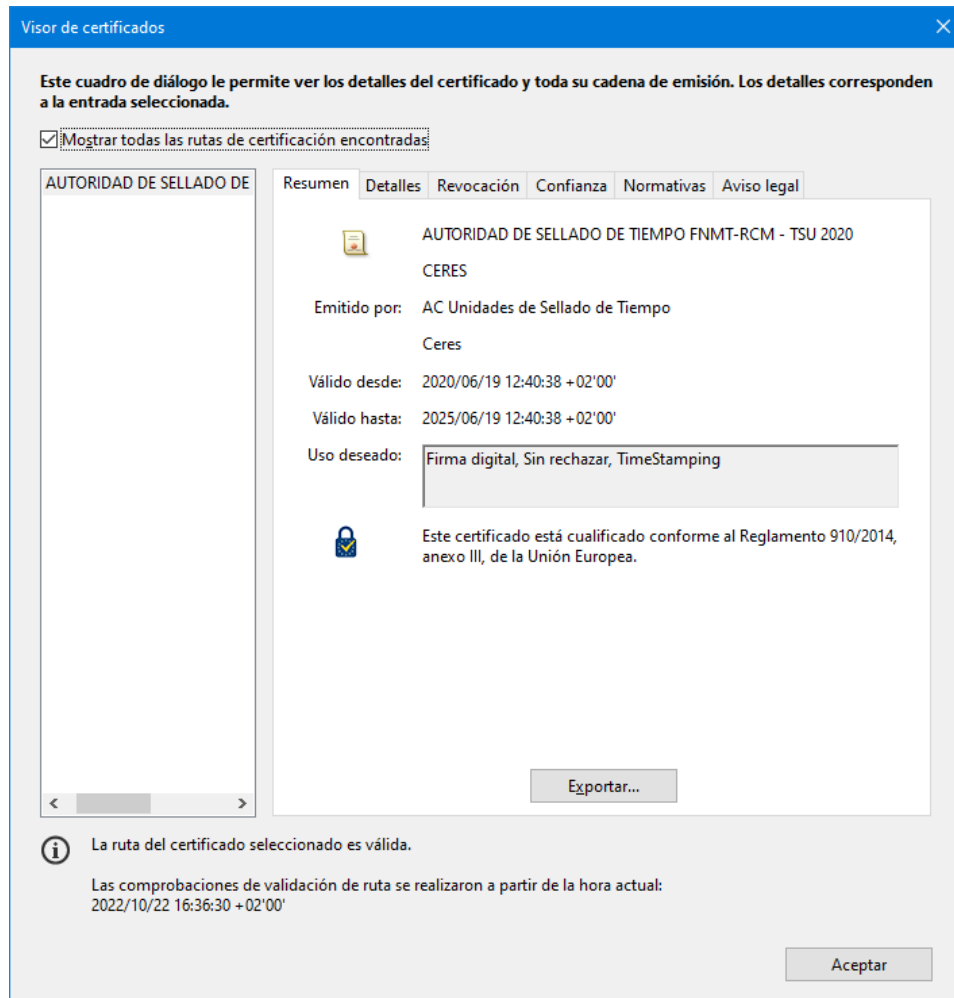 Visor de certificados
Este cuadro de diálogo le permite ver los detalles del certificado y toda su cadena de emisión. Los detalles corresponden
a la entrada seleccionada.
Mostrar todas las rutas de certificación encontradas
AUTORIDAD DE SELLADO DE
Resumen Detalles Revocación Confianza Normativas Aviso legal
AUTORIDAD DE SELLADO DE TIEMPO FNMT-RCM - TSU 2020
CERES
Emitido por: AC Unidades de Sellado de Tiempo
Ceres
Válido desde: 2020/06/19 12:40:38 +02'00'
Válido hasta: 2025/06/19 12:40:38 +02'00'
Uso deseado: Firma digital, Sin rechazar, TimeStamping
Este certificado está cualificado conforme al Reglamento 910/2014,
anexo III, de la Unión Europea.
Exportar...
La ruta del certificado seleccionado es válida.
Las comprobaciones de validación de ruta se realizaron a partir de la hora actual:
2022/10/22 16:36:30 +02'00'
Aceptar